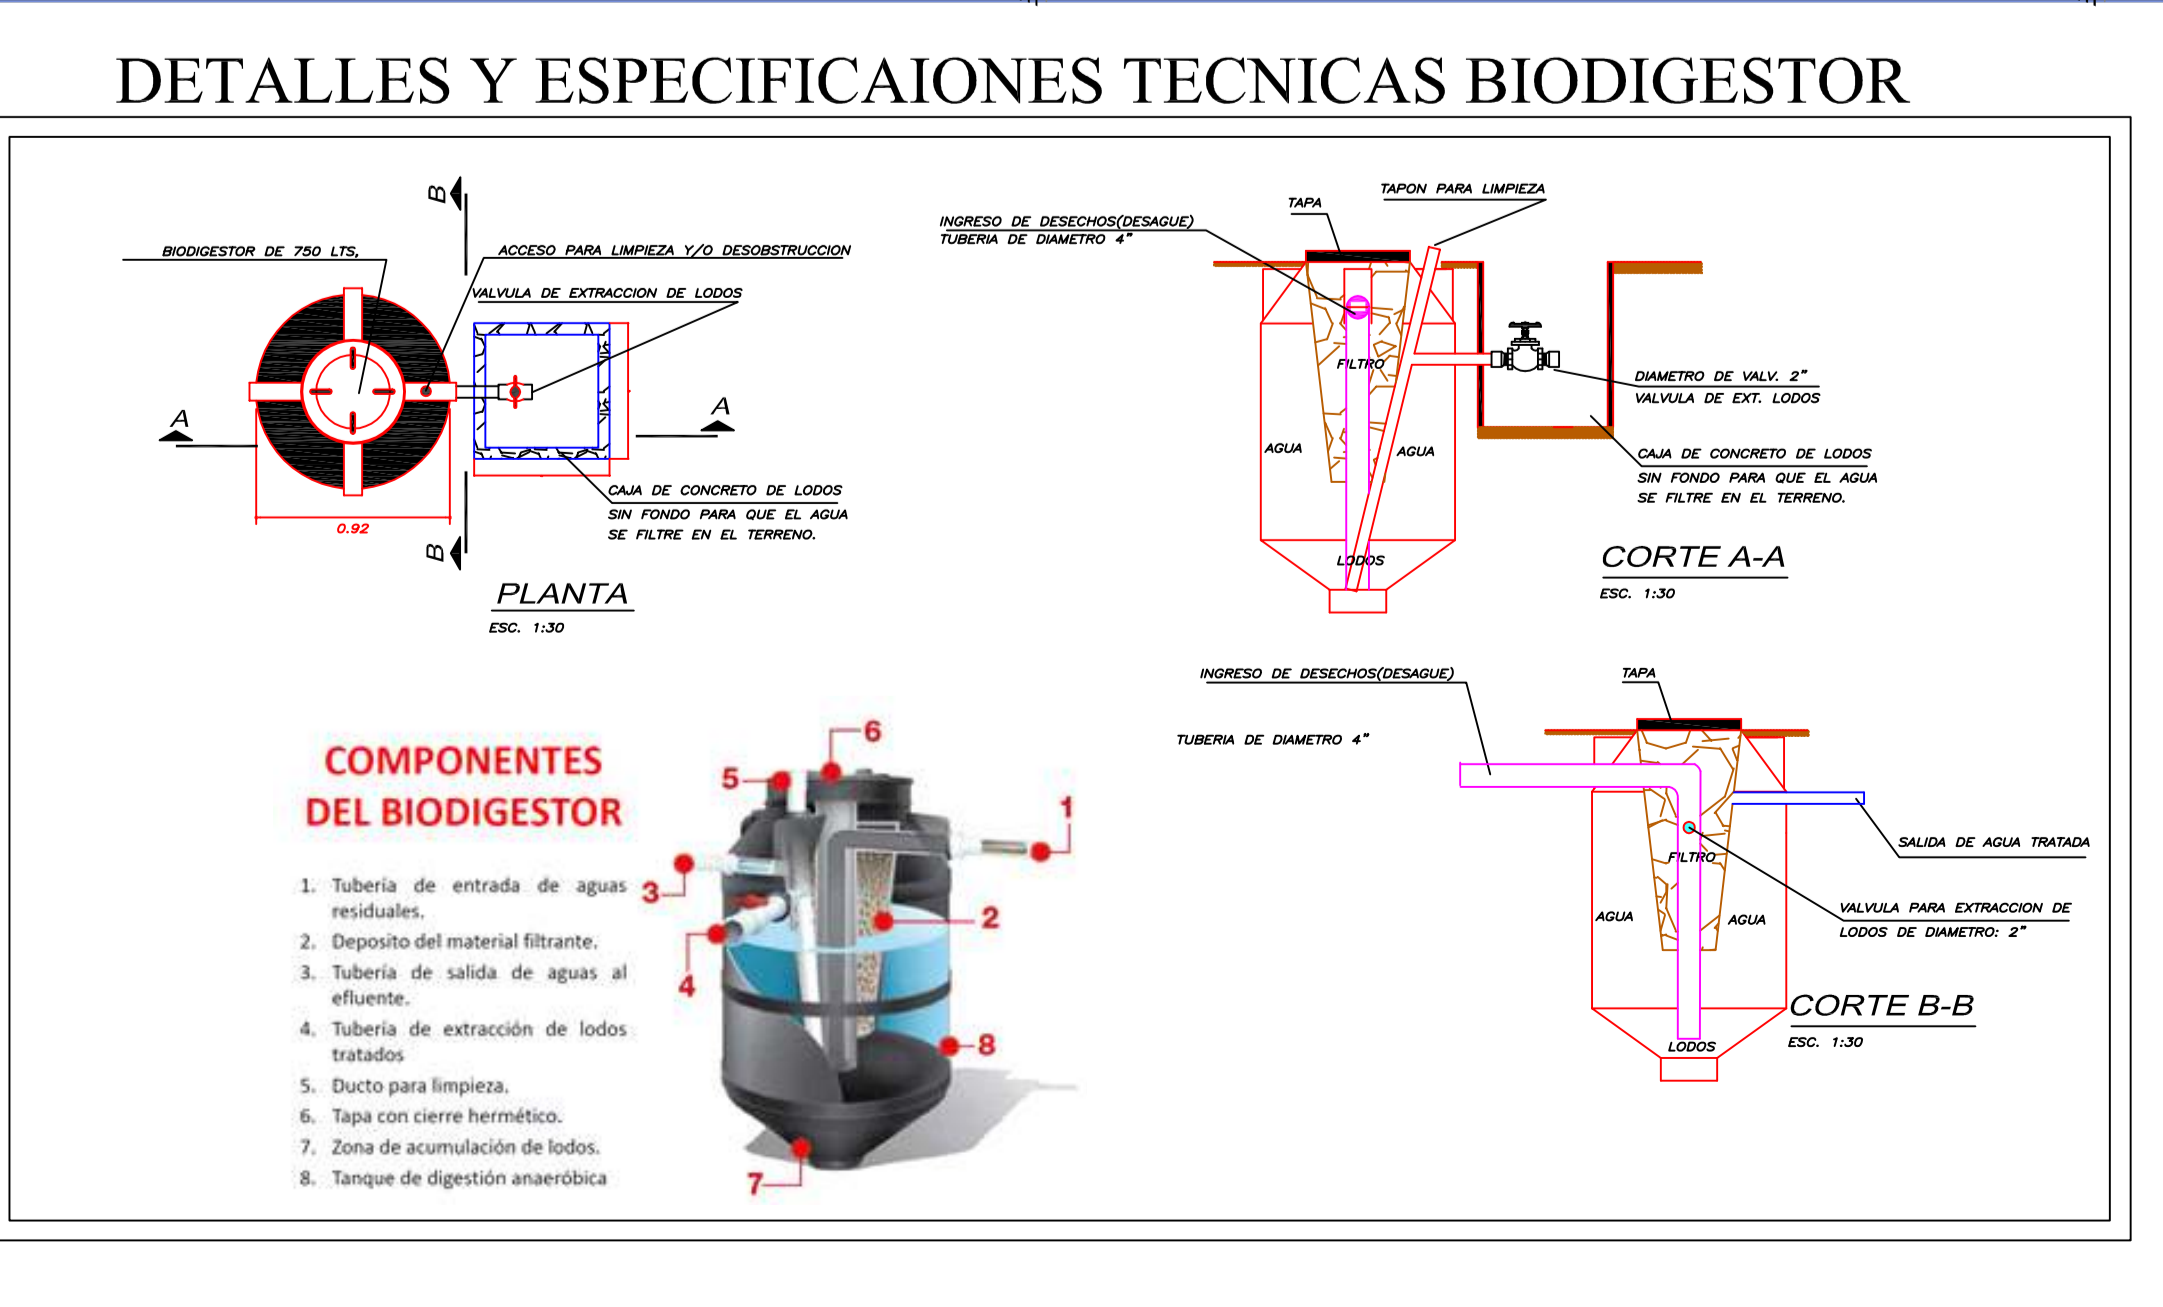 DETALLES Y ESPECIFICAIONES TECNICAS BIODIGESTOR
B
BIODIGESTOR DE 750 LTS,
ACCESO PARA LIMPIEZA Y/O DESOBSTRUCCION
VALVULA DE EXTRACCION DE LODOS
A
A
0.92
B
CAJA DE CONCRETO DE LODOS
SIN FONDO PARA QUE EL AGUA
SE FILTRE EN EL TERRENO.
PLANTA
ESC. 1:30
TAPON PARA LIMPIEZA
TAPA
INGRESO DE DESECHOS(DESAGUE)
TUBERIA DE DIAMETRO 4"
FILTRO
DIAMETRO DE VALV. 2"
VALVULA DE EXT. LODOS
AGUA
AGUA
CAJA DE CONCRETO DE LODOS
SIN FONDO PARA QUE EL AGUA
SE FILTRE EN EL TERRENO.
LODOS
CORTE A-A
ESC. 1:30
COMPONENTES
DEL BIODIGESTOR
1. Tubería de entrada de aguas
residuales.
2. Deposito del material filtrante.
3. Tubería de salida de aguas al
efluente.
4. Tubería de extracción de lodos
tratados
5. Ducto para limpieza.
6. Tapa con cierre hermético.
7. Zona de acumulación de lodos.
8. Tanque de digestión anaeróbica
6
5
1
3
2
4
8
7
INGRESO DE DESECHOS(DESAGUE)
TAPA
TUBERIA DE DIAMETRO 4"
SALIDA DE AGUA TRATADA
FILTRO
VALVULA PARA EXTRACCION DE
LODOS DE DIAMETRO: 2"
AGUA
AGUA
LODOS
CORTE B-B
ESC. 1:30